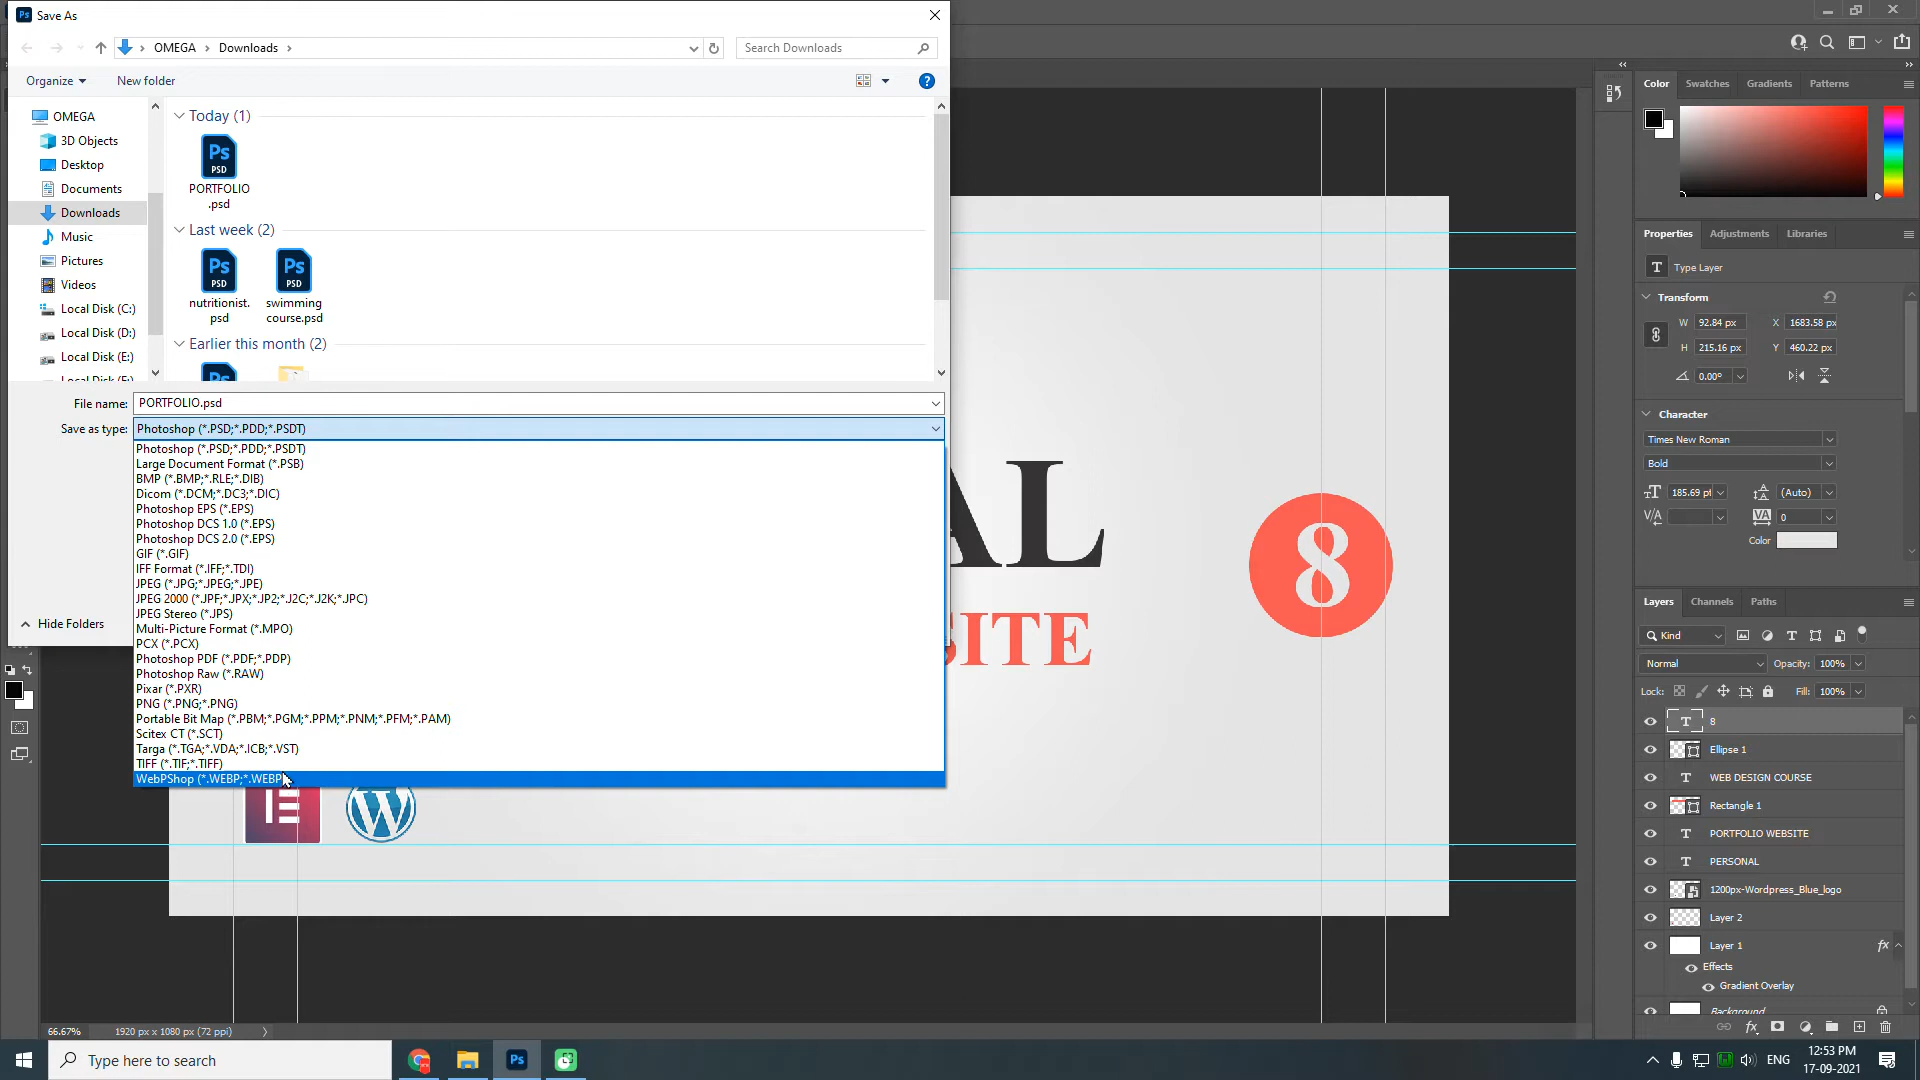 Save As
OMEGA
Downloads
Search Downloads
Organize
New folder
OMEGA
3D Objects
Desktop
Documents
Downloads
Music
Pictures
Videos
Local Disk (C:)
Local Disk (D:)
Local Disk (E:)
Today (1)
PORTFOLIO
.psd
Last week (2)
nutritionist.
psd
swimming
course.psd
Earlier this month (2)
File name:
PORTFOLIO.psd
Save as type:
Photoshop (*.PSD;*.PDD;*.PSDT)
Photoshop (*.PSD;*.PDD;*.PSDT)
Large Document Format (*.PSB)
BMP (*.BMP;*.RLE;*.DIB)
Dicom (*.DCM;*.DC3;*.DIC)
Photoshop EPS (*.EPS)
Photoshop DCS 1.0 (*.EPS)
Photoshop DCS 2.0 (*.EPS)
GIF (*.GIF)
IFF Format (*.IFF;*.TDI)
JPEG (*.JPG;*.JPEG;*.JPE)
JPEG 2000 (*.JPF;*.JPX;*.JP2;*.J2C;*.J2K;*.JPC)
JPEG Stereo (*.JPS)
Multi-Picture Format (*.MPO)
PCX (*.PCX)
Photoshop PDF (*.PDF;*.PDP)
Photoshop Raw (*.RAW)
Pixar (*.PXR)
PNG (*.PNG;*.PNG)
Portable Bit Map (*.PBM;*.PGM;*.PPM;*.PNM;*.PFM;*.PAM)
Scitex CT (*.SCT)
Targa (*.TGA;*.VDA;*.ICB;*.VST)
TIFF (*.TIF;*.TIFF)
WebPShop (*.WEBP;*.WEBP)
Hide Folders
AL
SITE
8
Color
Swatches
Gradients
Patterns
Properties
Adjustments
Libraries
Type Layer
Transform
W 92.84 px
X 1683.58 px
H 215.16 px
Y 460.22 px
0.00°
Character
Times New Roman
Bold
185.69 pt
(Auto)
0
Color
Layers
Channels
Paths
Kind
Normal
Opacity: 100%
Lock:
Fill: 100%
8
Ellipse 1
WEB DESIGN COURSE
Rectangle 1
PORTFOLIO WEBSITE
PERSONAL
1200px-Wordpress_Blue_logo
Layer 2
Layer 1
fx
Effects
Gradient Overlay
Background
66.67%
1920 px x 1080 px (72 ppi)
Type here to search
Ps
ENG
12:53 PM
17-09-2021